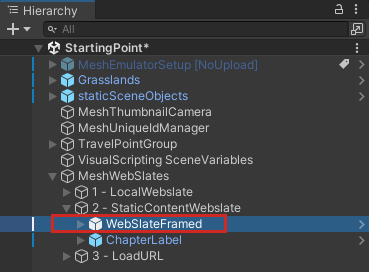 Hierarchy
All
StartingPoint*
MeshEmulatorSetup [NoUpload]
Grasslands
staticSceneObjects
MeshThumbnailCamera
MeshUniqueIdManager
TravelPointGroup
VisualScripting SceneVariables
MeshWebSlates
1 - LocalWebslate
2 - StaticContentWebslate
WebSlateFramed
ChapterLabel
3 - LoadURL